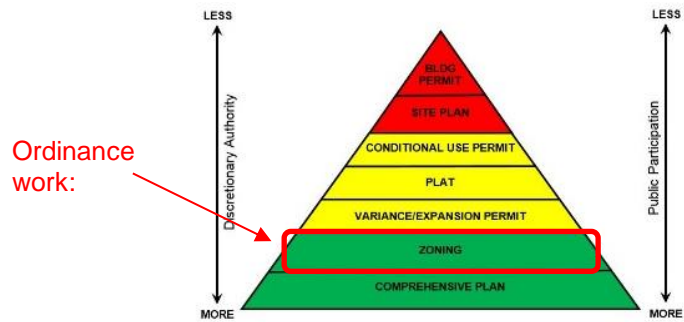 LESS
LESS
BLDG
PERMIT
SITE PLAN
Ordinance
work:
CONDITIONAL USE PERMIT
PLAT
VARIANCE/EXPANSION PERMIT
ZONING
COMPREHENSIVE PLAN
Discretionary Authority
Public Participation
MORE
MORE